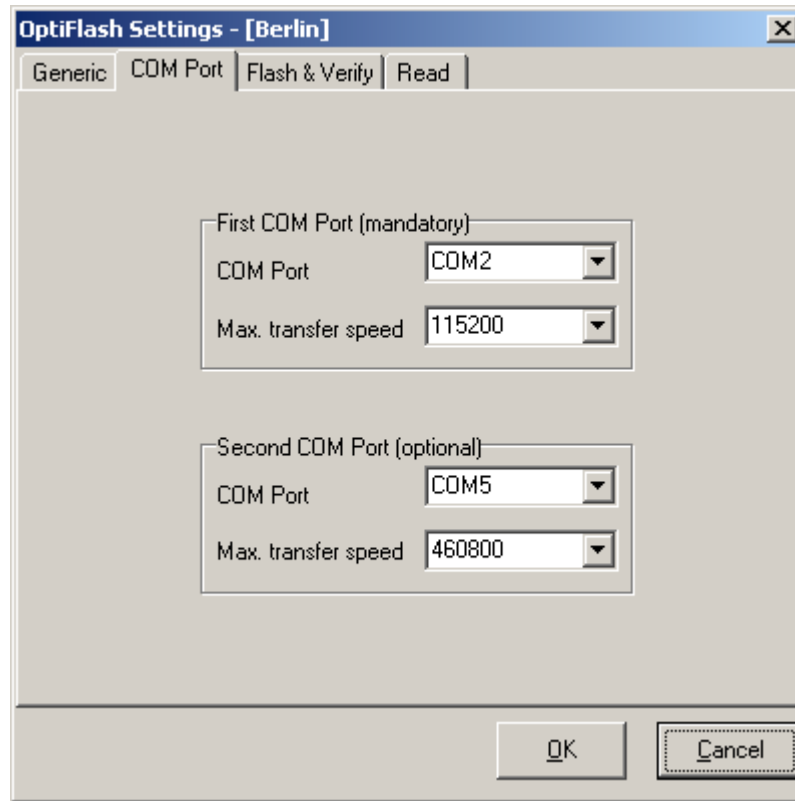 OptiFlash Settings - [Berlin]
Generic COM Port Flash & Verify Read
First COM Port (mandatory)
COM Port COM2
Max. transfer speed 115200
Second COM Port (optional)
COM Port COM5
Max. transfer speed 460800
OK Cancel